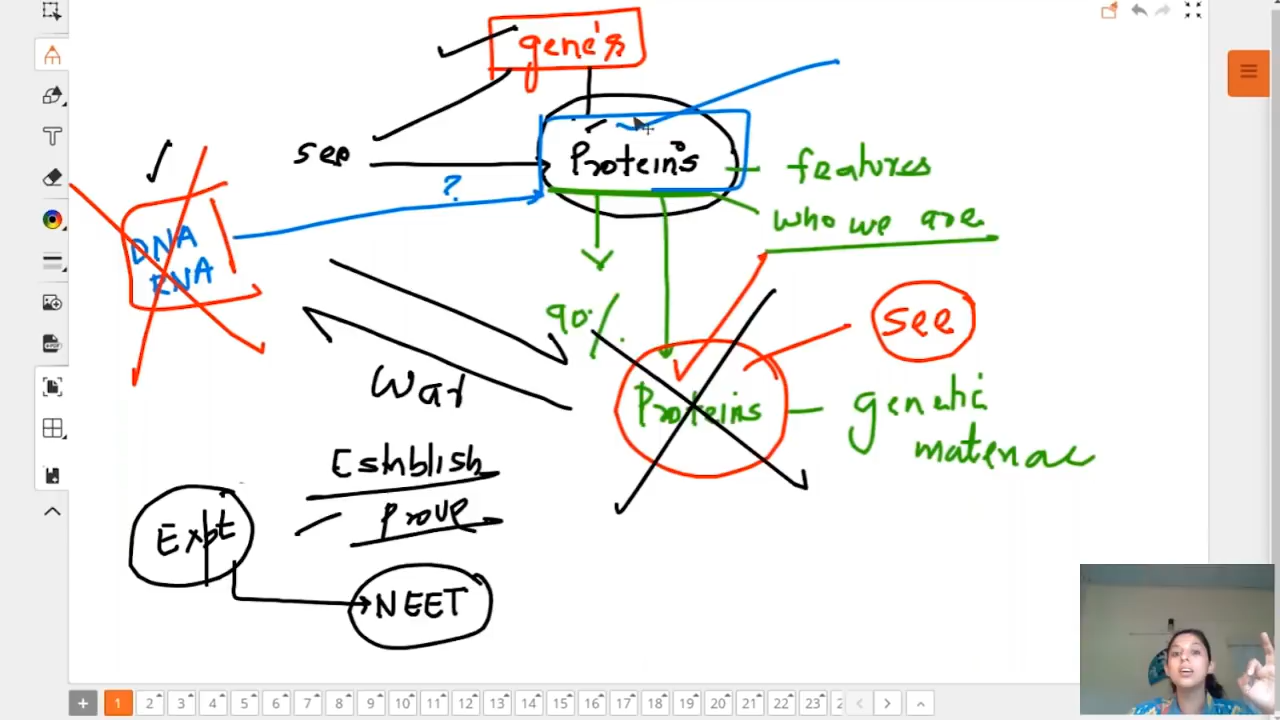 gene's
see
Proteins
features
?
who we are
DNA
RNA
90%
see
War
Proteins
genetic
material
Establish
Prove
Expt
NEET
1 2 3 4 5 6 7 8 9 10 11 12 13 14 15 16 17 18 19 20 21 22 23